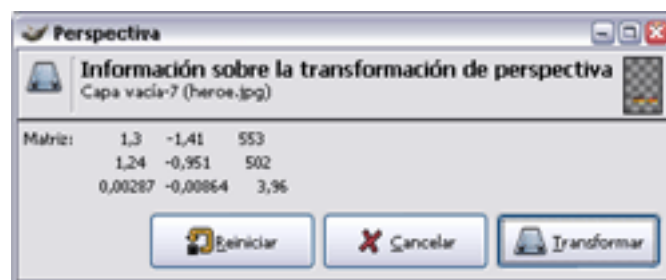 Perspectiva
Información sobre la transformación de perspectiva
Capa vacía-7 (heroe.jpg)
Matriz: 1,3 -1,41 553
1,24 -0,951 502
0,00287 -0,00864 3,96
Reiniciar Cancelar Transformar